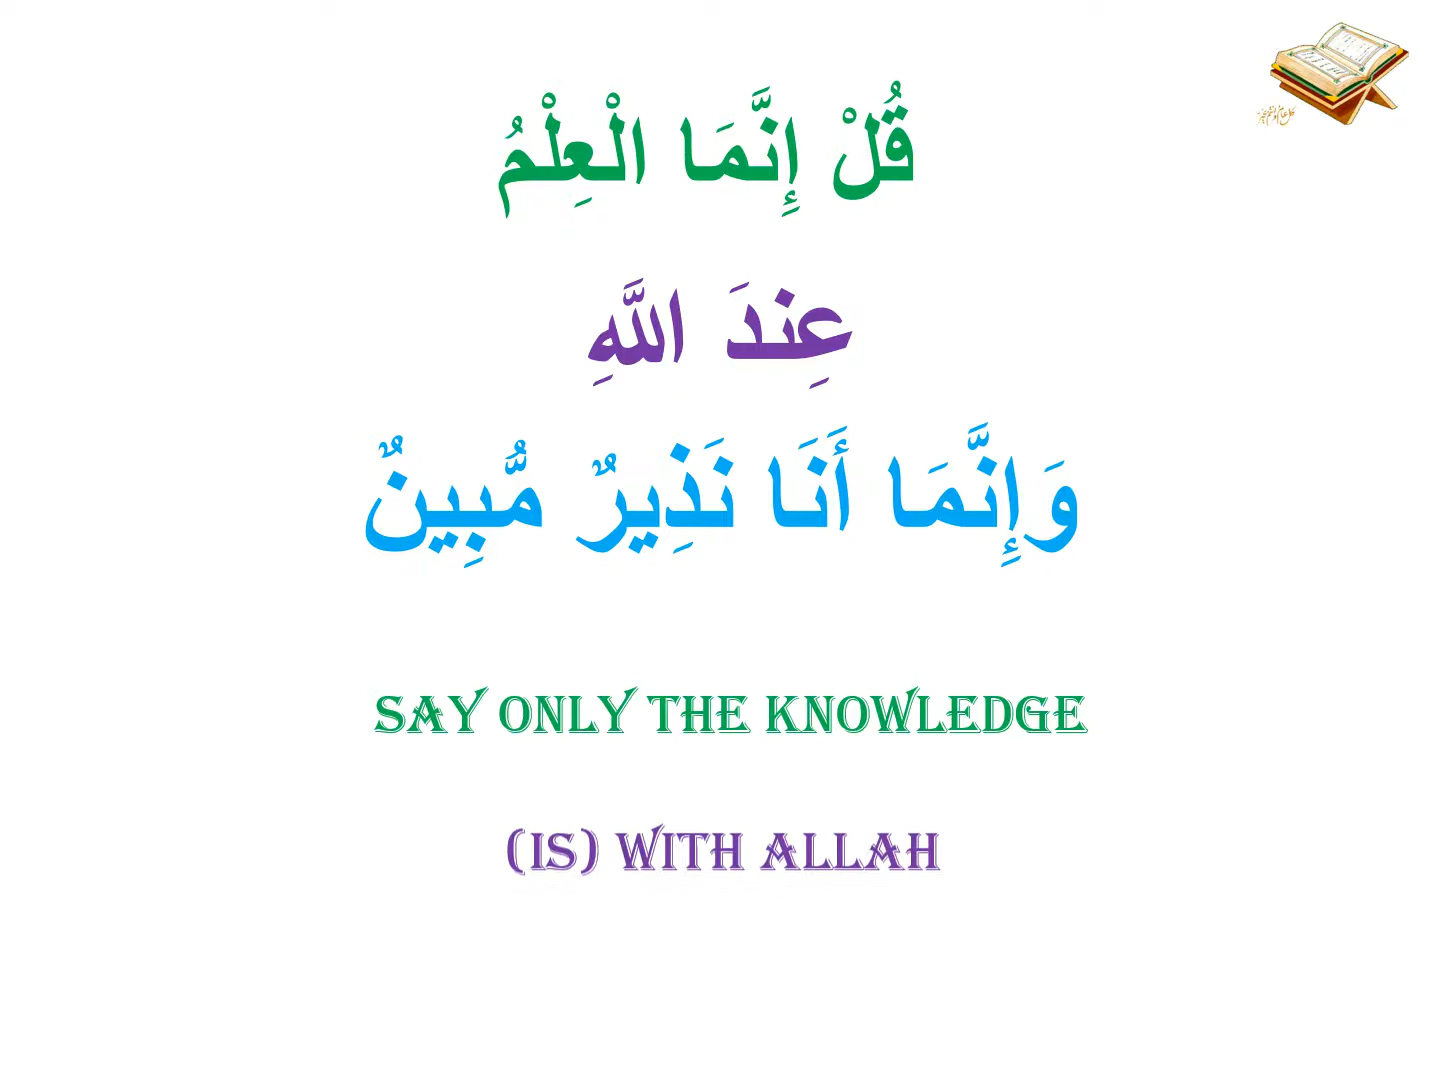 قُلْ إِنَّمَا الْعِلْمُ
عِندَ اللَّهِ
وَإِنَّمَا أَنَا نَذِيرٌ مُّبِينٌ
SAY ONLY THE KNOWLEDGE
(IS) WITH ALLAH